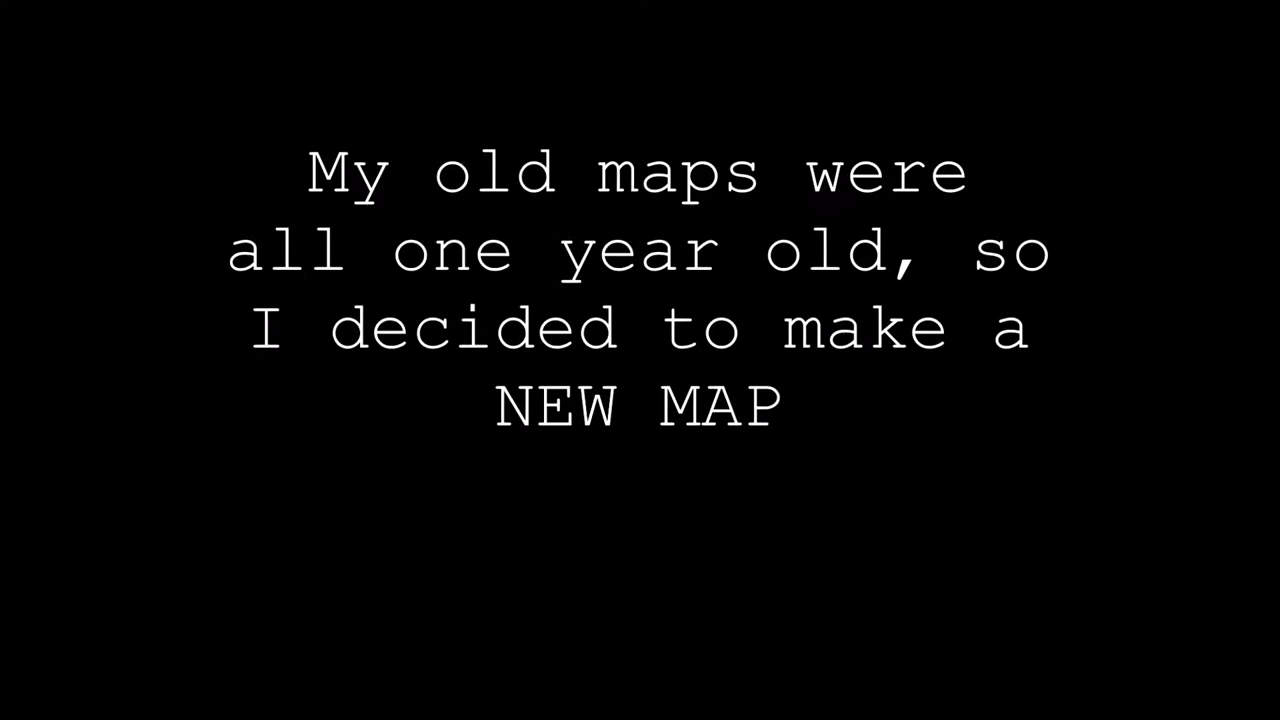 My old maps were
all one year old, so
I decided to make a
NEW MAP